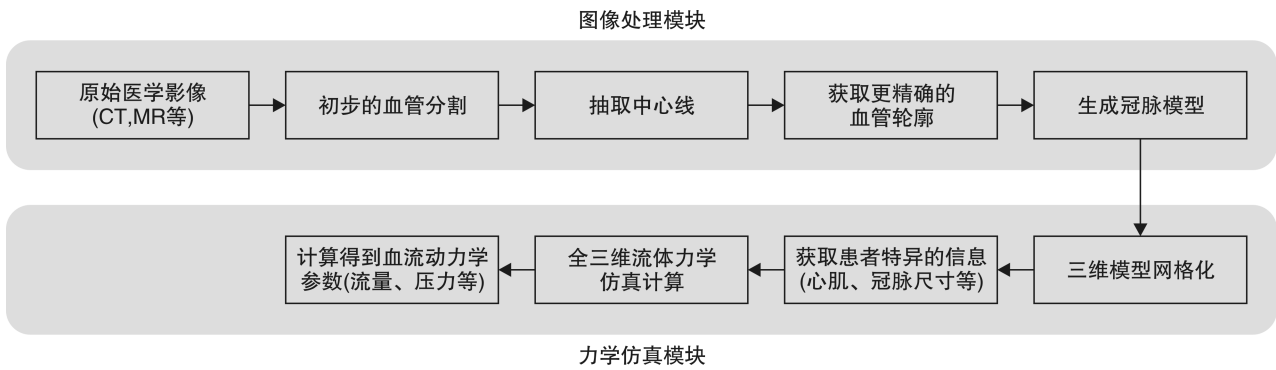 图像处理模块
原始医学影像
(CT,MR等)
初步的血管分割
抽取中心线
获取更精确的
血管轮廓
生成冠脉模型
计算得到血流动力学
参数(流量、压力等)
全三维流体力学
仿真计算
获取患者特异的信息
(心肌、冠脉尺寸等)
三维模型网格化
力学仿真模块